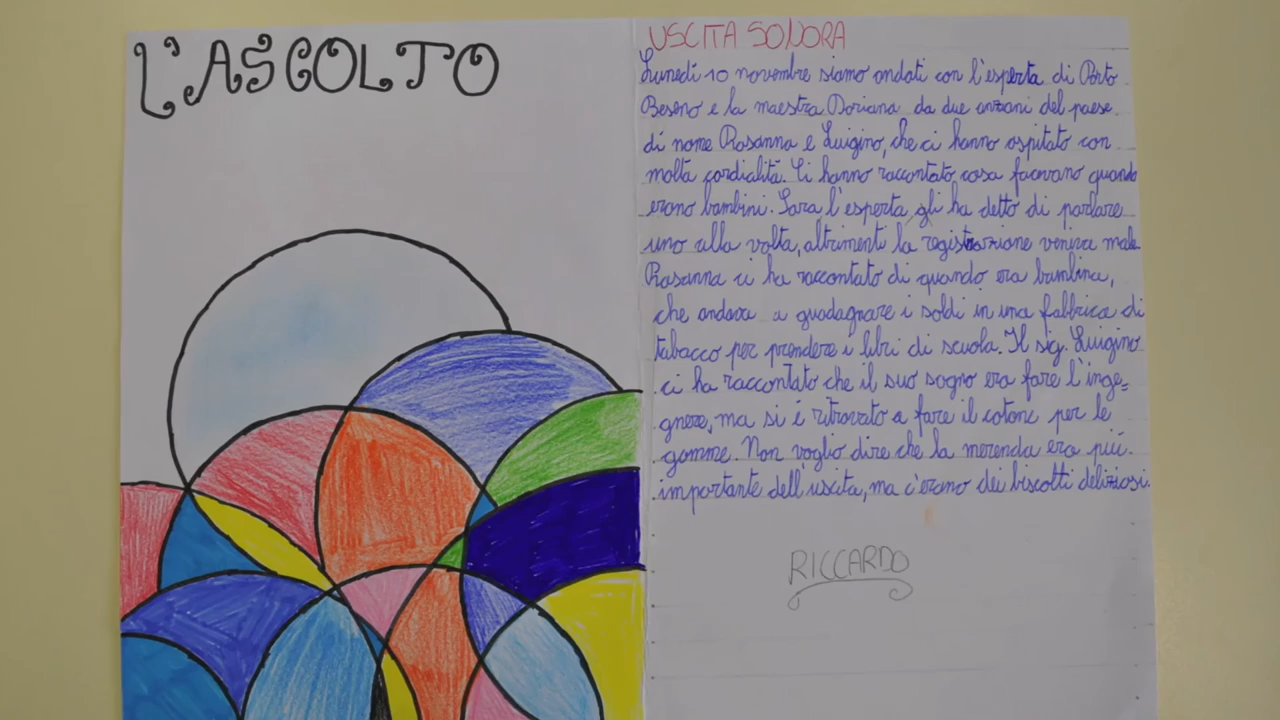 L'ASCOLTO
USCITA SONORA
Lunedì 10 novembre siamo andati con l'esperta di Porto
Beseno e la maestra Doriana da due anziani del paese
di nome Rosanna e Luigino, che ci hanno ospitato con
molta cordialità. Ci hanno raccontato cosa facevano quando
erano bambini. Sara l'esperta gli ha detto di parlare
uno alla volta, altrimenti la registrazione veniva male
Rosanna ci ha raccontato di quando era bambina,
che andava a guadagnare i soldi in una fabbrica di
tabacco per prendere i libri di scuola. Il sig. Luigino
ci ha raccontato che il suo sogno era fare l'inge=
gnere, ma si è ritrovato a fare il cotone per le
gomme. Non voglio dire che la merenda era più
importante dell'uscita, ma c'erano dei biscotti deliziosi.
RICCARDO